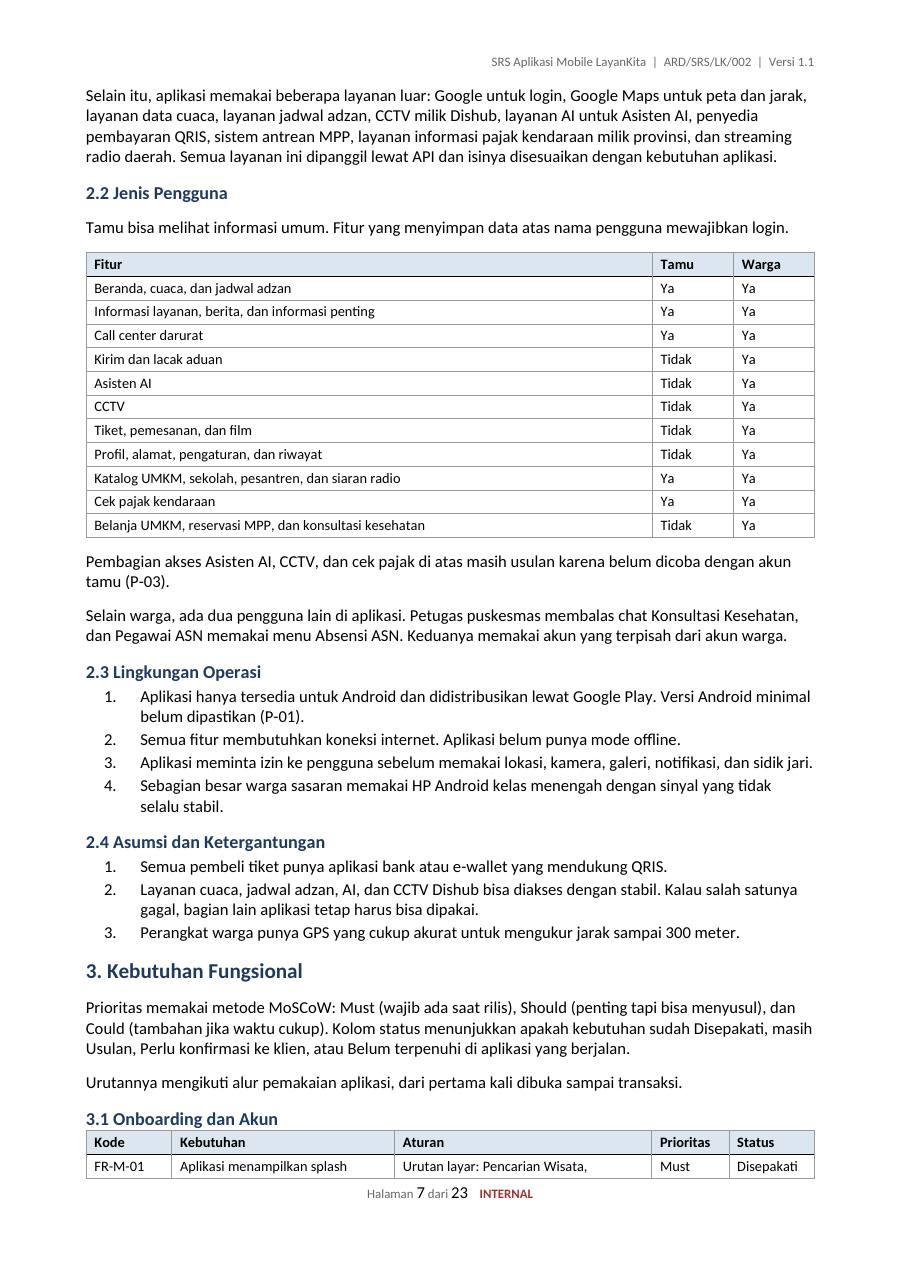 SRS Aplikasi Mobile LayanKita | ARD/SRS/LK/002 | Versi 1.1
Selain itu, aplikasi memakai beberapa layanan luar: Google untuk login, Google Maps untuk peta dan jarak,
layanan data cuaca, layanan jadwal adzan, CCTV milik Dishub, layanan AI untuk Asisten AI, penyedia
pembayaran QRIS, sistem antrean MPP, layanan informasi pajak kendaraan milik provinsi, dan streaming
radio daerah. Semua layanan ini dipanggil lewat API dan isinya disesuaikan dengan kebutuhan aplikasi.
2.2 Jenis Pengguna
Tamu bisa melihat informasi umum. Fitur yang menyimpan data atas nama pengguna mewajibkan login.
Fitur Tamu Warga
Beranda, cuaca, dan jadwal adzan Ya Ya
Informasi layanan, berita, dan informasi penting Ya Ya
Call center darurat Ya Ya
Kirim dan lacak aduan Tidak Ya
Asisten AI Tidak Ya
CCTV Tidak Ya
Tiket, pemesanan, dan film Tidak Ya
Profil, alamat, pengaturan, dan riwayat Tidak Ya
Katalog UMKM, sekolah, pesantren, dan siaran radio Ya Ya
Cek pajak kendaraan Ya Ya
Belanja UMKM, reservasi MPP, dan konsultasi kesehatan Tidak Ya
Pembagian akses Asisten AI, CCTV, dan cek pajak di atas masih usulan karena belum dicoba dengan akun
tamu (P-03).
Selain warga, ada dua pengguna lain di aplikasi. Petugas puskesmas membalas chat Konsultasi Kesehatan,
dan Pegawai ASN memakai menu Absensi ASN. Keduanya memakai akun yang terpisah dari akun warga.
2.3 Lingkungan Operasi
1. Aplikasi hanya tersedia untuk Android dan didistribusikan lewat Google Play. Versi Android minimal
belum dipastikan (P-01).
2. Semua fitur membutuhkan koneksi internet. Aplikasi belum punya mode offline.
3. Aplikasi meminta izin ke pengguna sebelum memakai lokasi, kamera, galeri, notifikasi, dan sidik jari.
4. Sebagian besar warga sasaran memakai HP Android kelas menengah dengan sinyal yang tidak
selalu stabil.
2.4 Asumsi dan Ketergantungan
1. Semua pembeli tiket punya aplikasi bank atau e-wallet yang mendukung QRIS.
2. Layanan cuaca, jadwal adzan, AI, dan CCTV Dishub bisa diakses dengan stabil. Kalau salah satunya
gagal, bagian lain aplikasi tetap harus bisa dipakai.
3. Perangkat warga punya GPS yang cukup akurat untuk mengukur jarak sampai 300 meter.
3. Kebutuhan Fungsional
Prioritas memakai metode MoSCoW: Must (wajib ada saat rilis), Should (penting tapi bisa menyusul), dan
Could (tambahan jika waktu cukup). Kolom status menunjukkan apakah kebutuhan sudah Disepakati, masih
Usulan, Perlu konfirmasi ke klien, atau Belum terpenuhi di aplikasi yang berjalan.
Urutannya mengikuti alur pemakaian aplikasi, dari pertama kali dibuka sampai transaksi.
3.1 Onboarding dan Akun
Kode Kebutuhan Aturan Prioritas Status
FR-M-01 Aplikasi menampilkan splash Urutan layar: Pencarian Wisata, Must Disepakati
Halaman 7 dari 23 INTERNAL